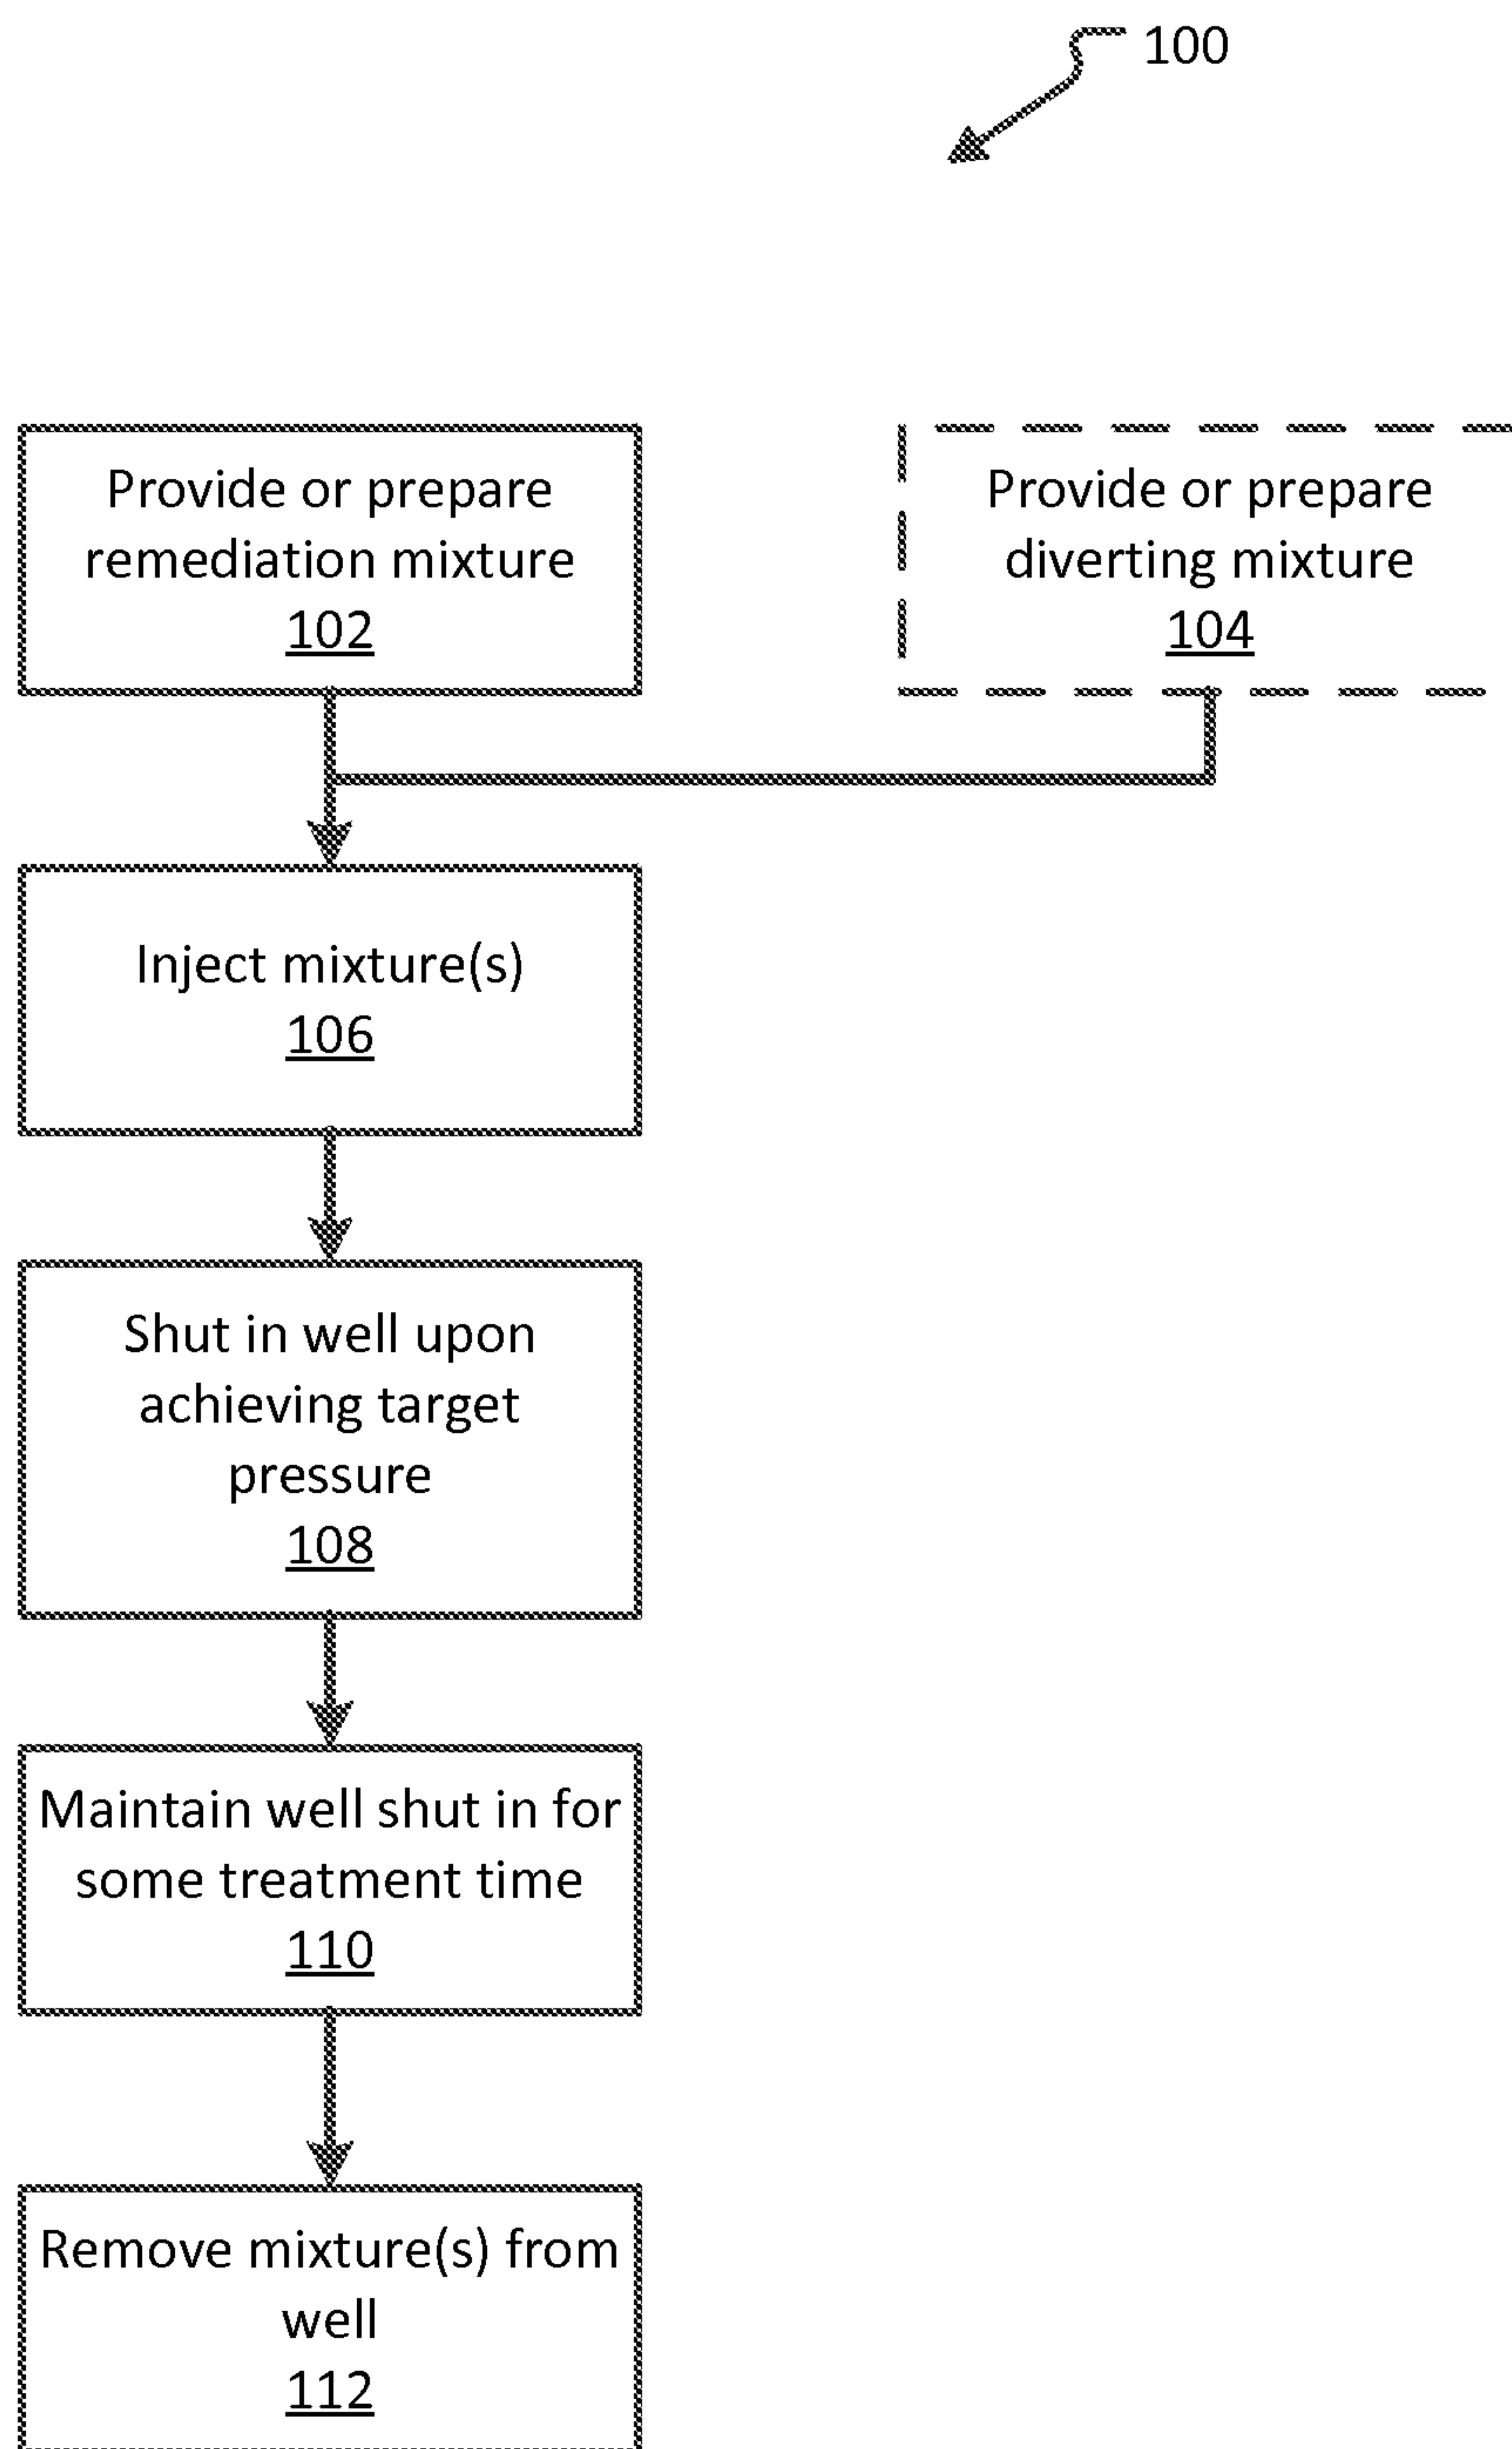 100
Provide or prepare
remediation mixture
102
Provide or prepare
diverting mixture
104
Inject mixture(s)
106
Shut in well upon
achieving target
pressure
108
Maintain well shut in for
some treatment time
110
Remove mixture(s) from
well
112